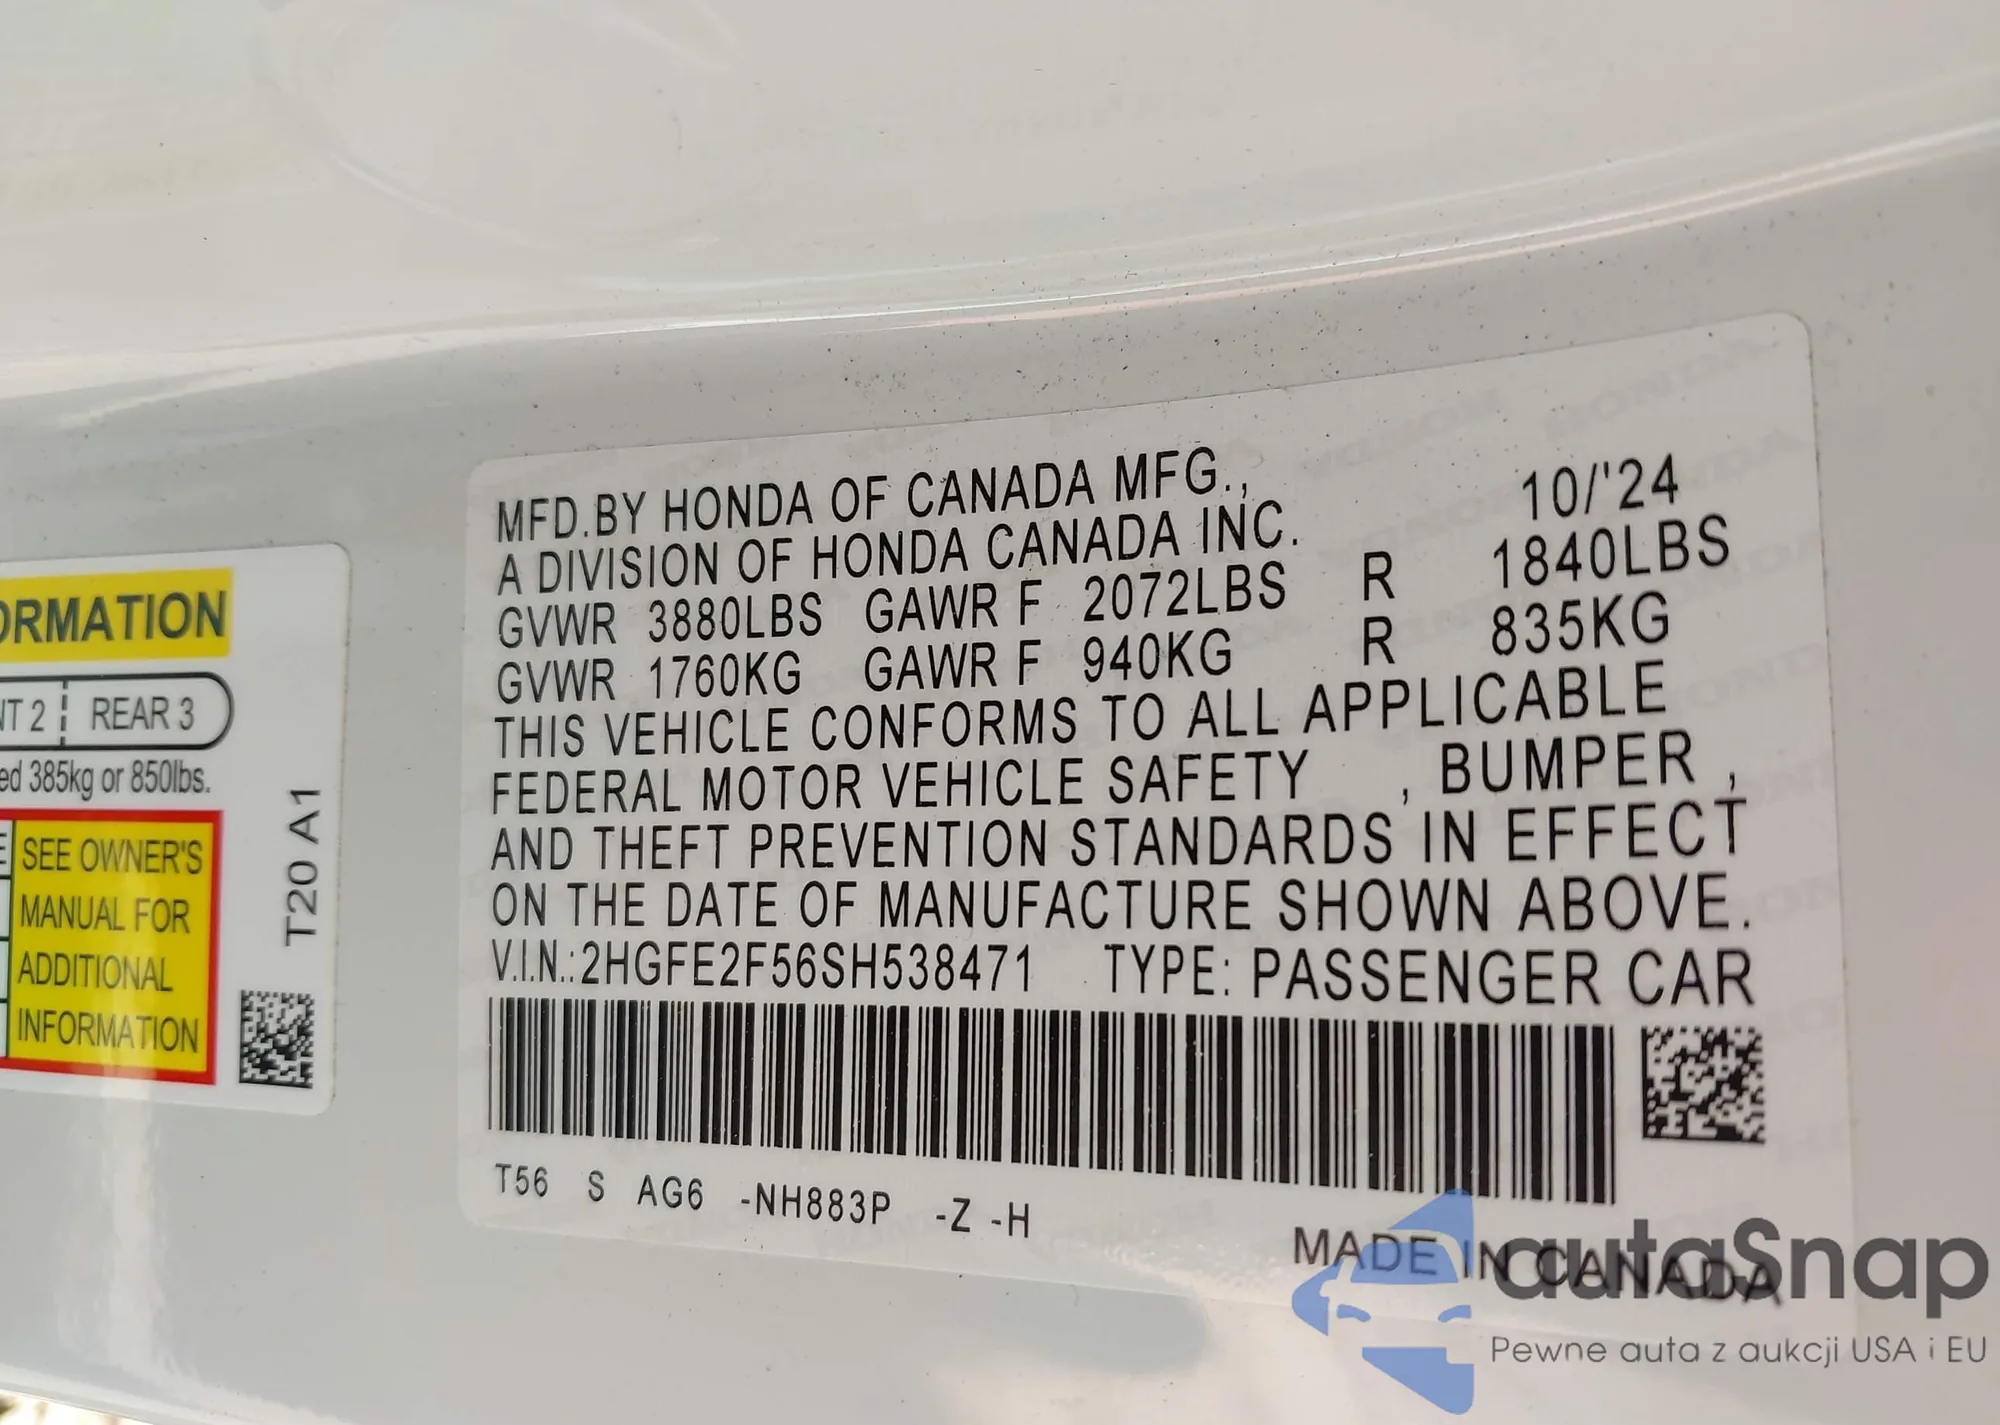 ORMATION
NT 2 REAR 3
ed 385kg or 850lbs.
SEE OWNER'S
MANUAL FOR
ADDITIONAL
INFORMATION
T20 A1
MFD.BY HONDA OF CANADA MFG., 10/'24
A DIVISION OF HONDA CANADA INC.
GVWR 3880LBS GAWR F 2072LBS R 1840LBS
GVWR 1760KG GAWR F 940KG R 835KG
THIS VEHICLE CONFORMS TO ALL APPLICABLE
FEDERAL MOTOR VEHICLE SAFETY , BUMPER ,
AND THEFT PREVENTION STANDARDS IN EFFECT
ON THE DATE OF MANUFACTURE SHOWN ABOVE.
V.I.N.:2HGFE2F56SH538471 TYPE: PASSENGER CAR
T56 S AG6 -NH883P -Z -H
MADE IN CANADA
autoSnap
Pewne auta z aukcji USA i EU